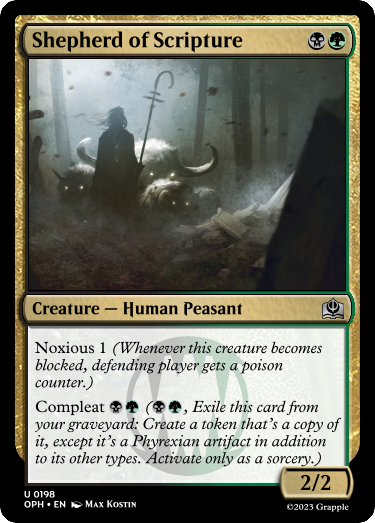 Shepherd of Scripture
Creature — Human Peasant
Noxious 1 (Whenever this creature becomes
blocked, defending player gets a poison
counter.)
Compleat (, Exile this card from
your graveyard: Create a token that's a copy of
it, except it's a Phyrexian artifact in addition
to its other types. Activate only as a sorcery.)
2/2
U 0198
OPH • EN Max Kostin
©2023 Grapple